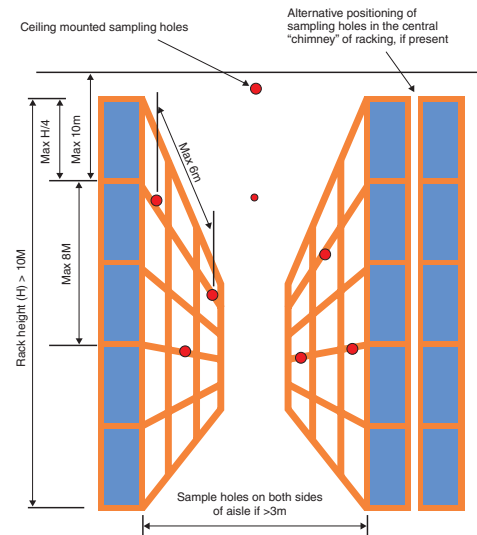 Ceiling mounted sampling holes
Alternative positioning of
sampling holes in the central
“chimney” of racking, if present
Max H/4
Max 10m
Max 6m
Max 8M
Rack height (H) > 10M
Sample holes on both sides
of aisle if >3m